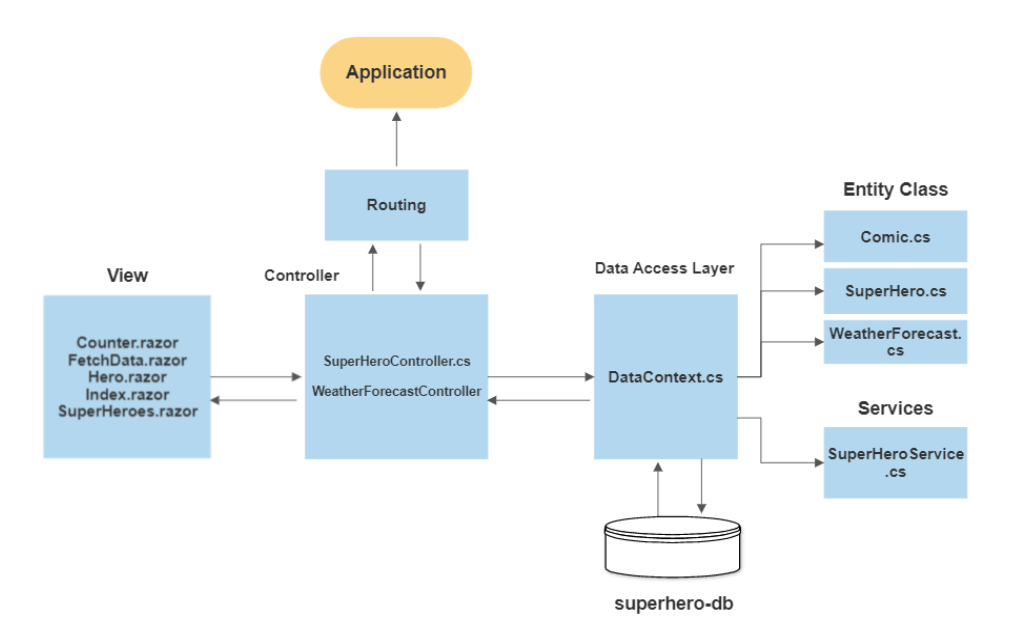 Application
Routing
Entity Class
Comic.cs
SuperHero.cs
WeatherForecast.
cs
View
Counter.razor
FetchData.razor
Hero.razor
Index.razor
SuperHeroes.razor
Controller
SuperHeroController.cs
WeatherForecastController
Data Access Layer
DataContext.cs
Services
SuperHeroService
.cs
superhero-db